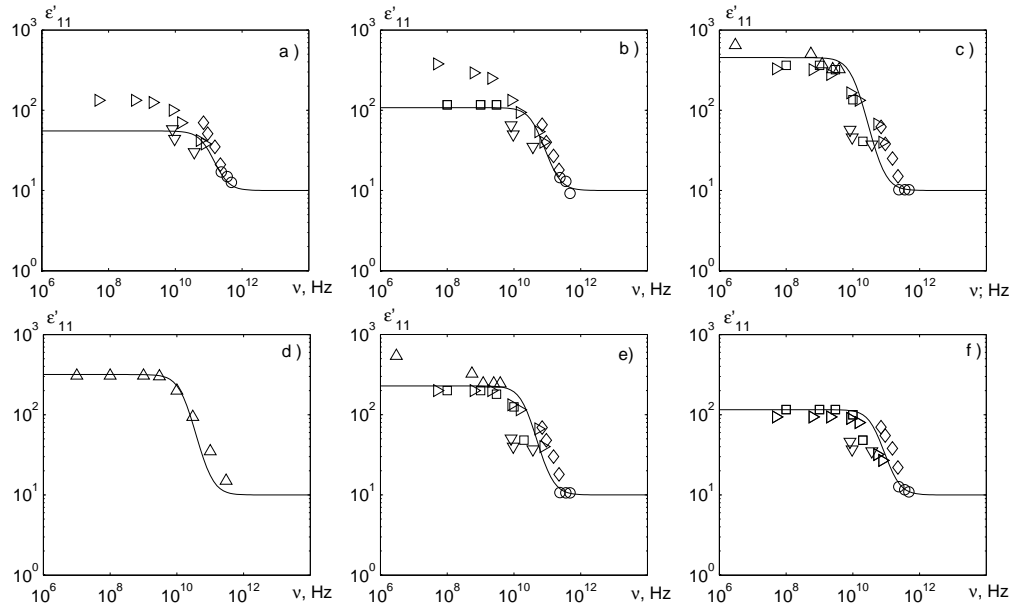 ε'₁₁ ε'₁₁ ε'₁₁
10³ a ) 10³ b ) 10³ c )
10² 10² 10²
10¹ 10¹ 10¹
10⁰ 10⁰ 10⁰
10⁶ 10⁸ 10¹⁰ 10¹² ν, Hz 10⁶ 10⁸ 10¹⁰ 10¹² ν, Hz 10⁶ 10⁸ 10¹⁰ 10¹² ν; Hz
ε'₁₁ ε'₁₁ ε'₁₁
10³ d ) 10³ e) 10³ f )
10² 10² 10²
10¹ 10¹ 10¹
10⁰ 10⁰ 10⁰
10⁶ 10⁸ 10¹⁰ 10¹² ν, Hz 10⁶ 10⁸ 10¹⁰ 10¹² ν, Hz 10⁶ 10⁸ 10¹⁰ 10¹² ν, Hz